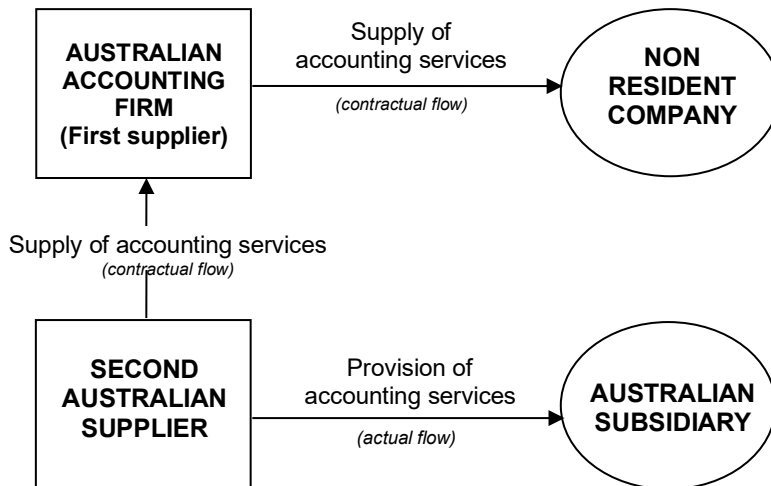 AUSTRALIAN
ACCOUNTING
FIRM
(First supplier)
Supply of
accounting services
(contractual flow)
NON
RESIDENT
COMPANY
Supply of accounting services
(contractual flow)
SECOND
AUSTRALIAN
SUPPLIER
Provision of
accounting services
(actual flow)
AUSTRALIAN
SUBSIDIARY